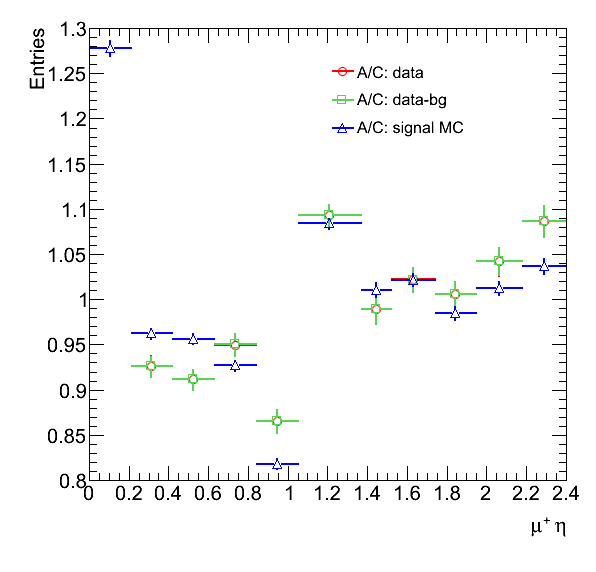 Entries
1.3
1.25
1.2
1.15
1.1
1.05
1
0.95
0.9
0.85
0.8
A/C: data
A/C: data-bg
A/C: signal MC
0 0.2 0.4 0.6 0.8 1 1.2 1.4 1.6 1.8 2 2.2 2.4
μ⁺ η